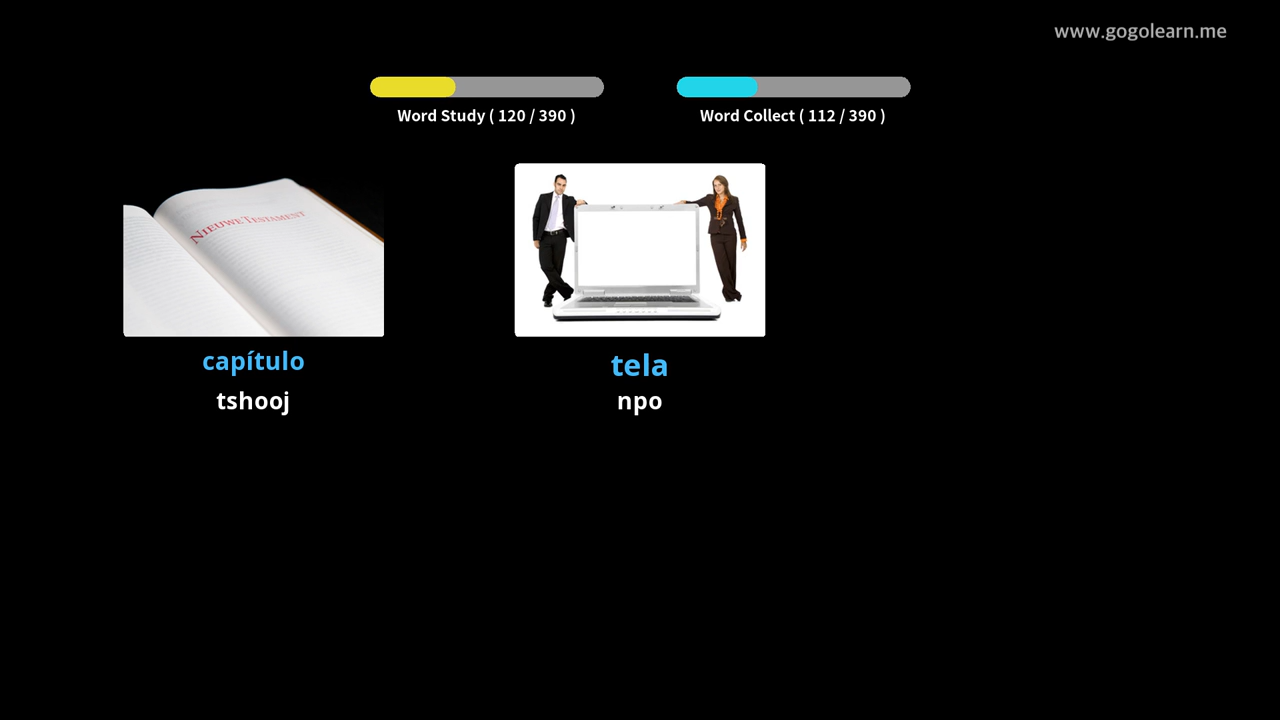 www.gogolearn.me
Word Study ( 120 / 390 )
Word Collect ( 112 / 390 )
NIEUWE TESTAMENT
capítulo
tshooj
tela
npo